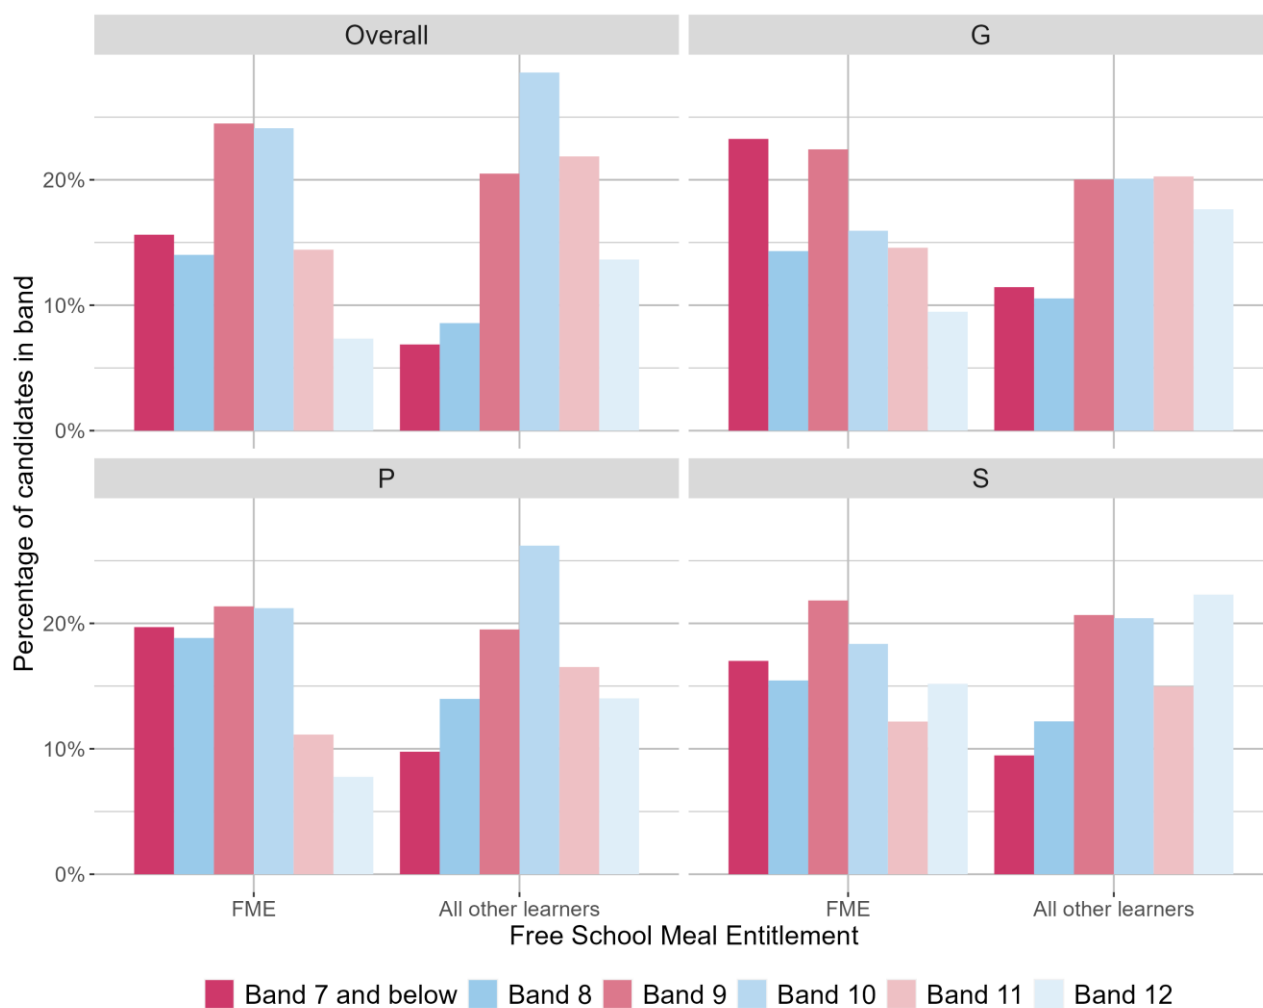 Overall
G
20%
10%
0%
P
S
20%
10%
0%
Percentage of candidates in band
FME
All other learners
FME
All other learners
Free School Meal Entitlement
Band 7 and below
Band 8
Band 9
Band 10
Band 11
Band 12